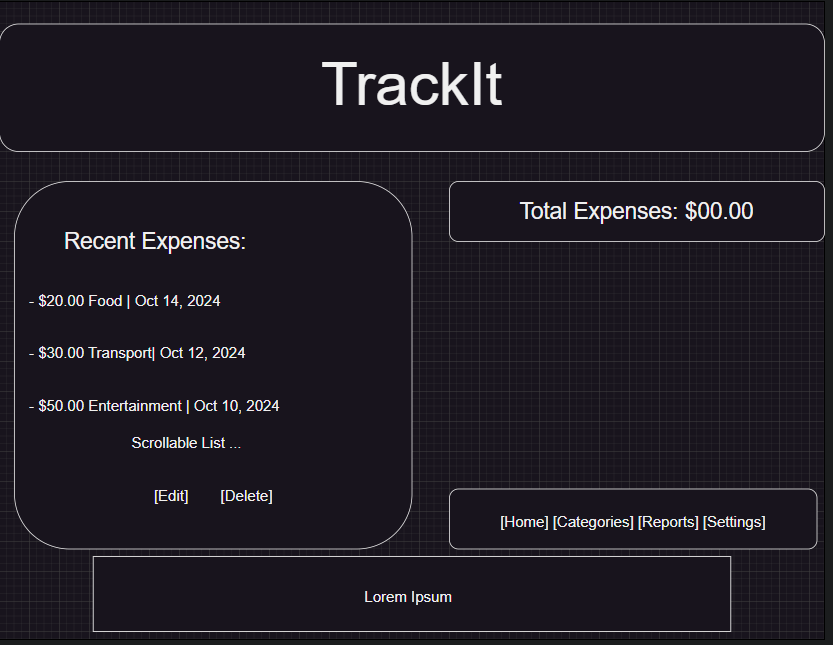 TrackIt
Total Expenses: $00.00
Recent Expenses:
- $20.00 Food | Oct 14, 2024
- $30.00 Transport| Oct 12, 2024
- $50.00 Entertainment | Oct 10, 2024
Scrollable List ...
[Edit] [Delete]
[Home] [Categories] [Reports] [Settings]
Lorem Ipsum